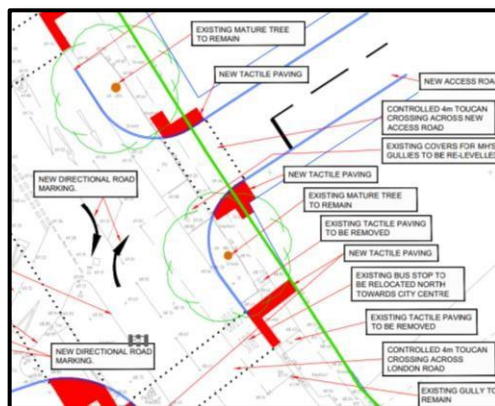 EXISTING MATURE TREE
TO REMAIN
NEW TACTILE PAVING
NEW ACCESS ROA
CONTROLLED 4m TOUCAN
CROSSING ACROSS NEW
ACCESS ROAD
EXISTING COVERS FOR MH'S
GULLIES TO BE RE-LEVELLE
NEW TACTILE PAVING
NEW DIRECTIONAL ROAD
MARKING.
EXISTING MATURE TREE
TO REMAIN
EXISTING TACTILE PAVING
TO BE REMOVED
NEW TACTILE PAVING
EXISTING BUS STOP TO
BE RELOCATED NORTH
TOWARDS CITY CENTRE
EXISTING TACTILE PAVING
TO BE REMOVED
NEW DIRECTIONAL ROAD
MARKING.
CONTROLLED 4m TOUCAN
CROSSING ACROSS
LONDON ROAD
EXISTING GULLY TO
REMAIN